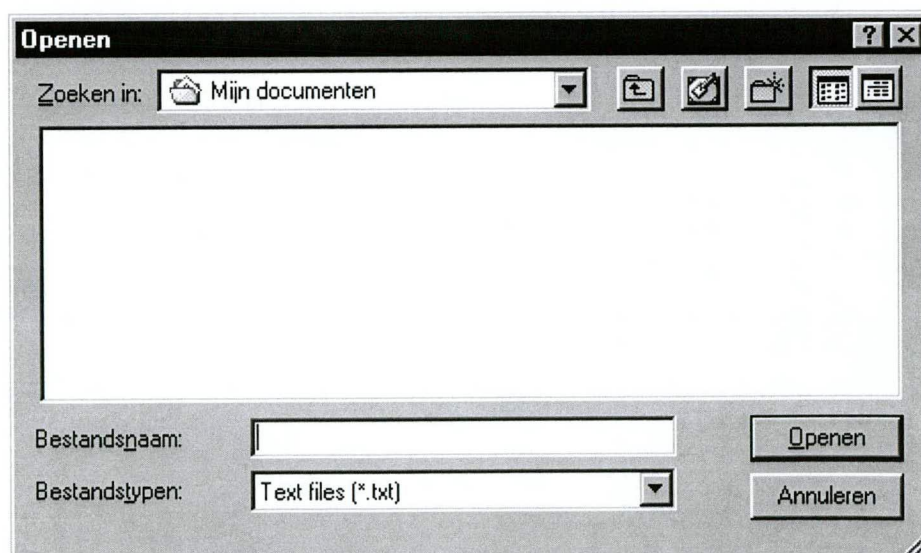 Openen
Zoeken in: Mijn documenten
Bestandsnaam: Openen
Bestandstypen: Text files (*.txt) Annuleren